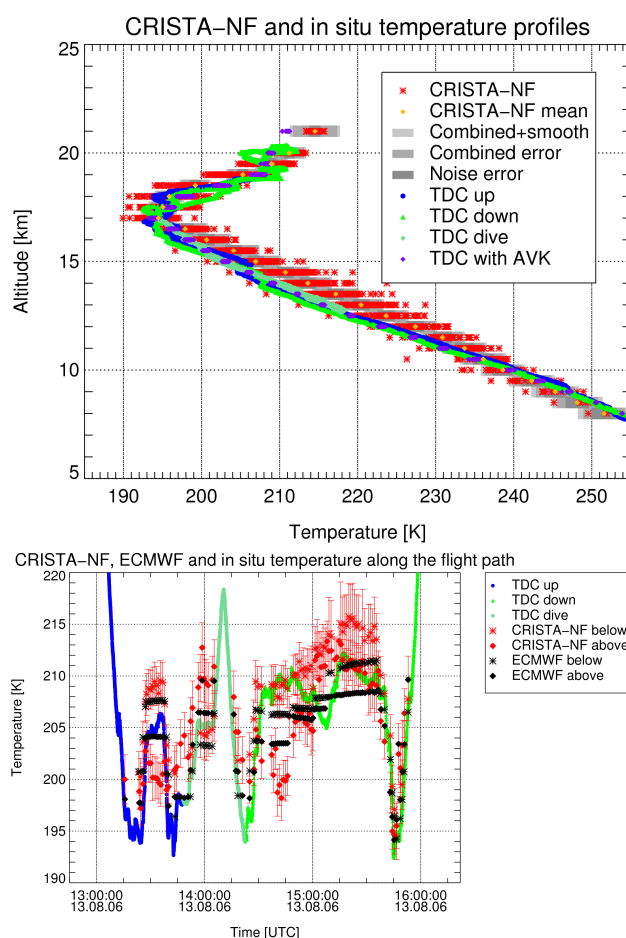 CRISTA−NF and in situ temperature profiles
25
20
15
10
5
Altitude [km]
CRISTA−NF
CRISTA−NF mean
Combined+smooth
Combined error
Noise error
TDC up
TDC down
TDC dive
TDC with AVK
190 200 210 220 230 240 250
Temperature [K]
CRISTA−NF, ECMWF and in situ temperature along the flight path
220
215
210
205
200
195
190
Temperature [K]
TDC up
TDC down
TDC dive
CRISTA−NF below
CRISTA−NF above
ECMWF below
ECMWF above
13:00:00 14:00:00 15:00:00 16:00:00
13.08.06 13.08.06 13.08.06 13.08.06
Time [UTC]